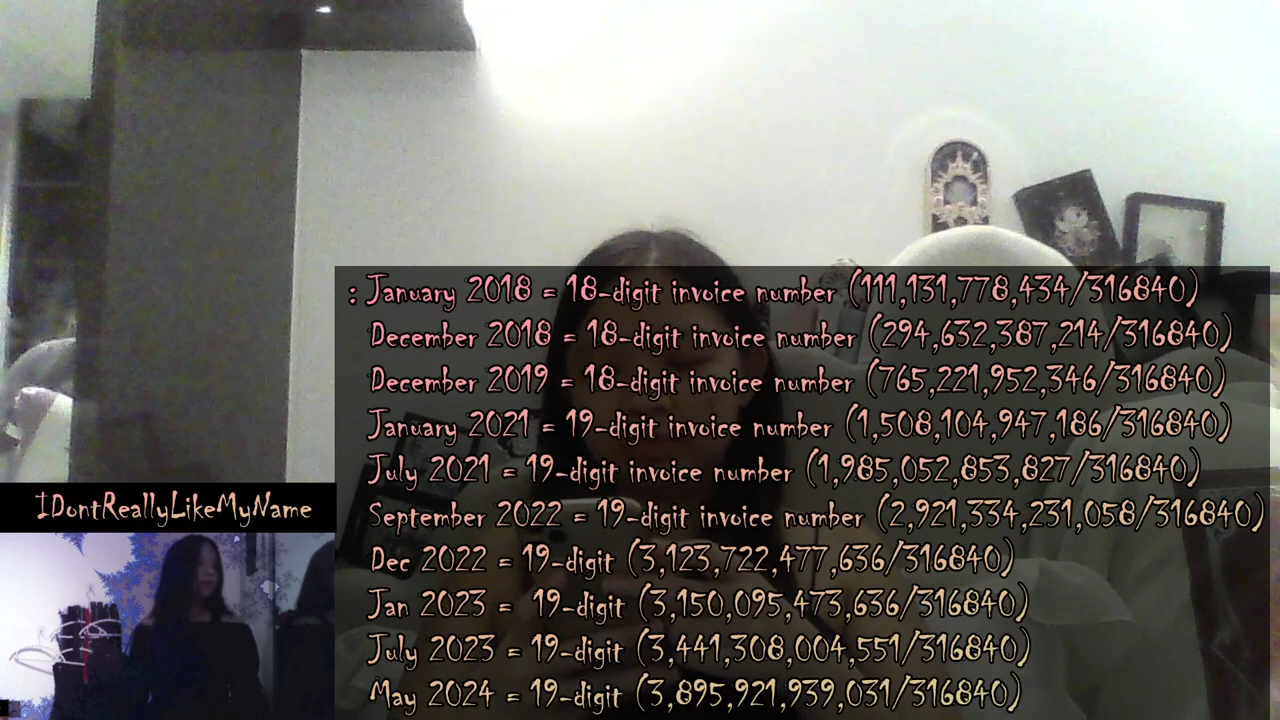 : January 2018 = 18-digit invoice number (111,131,778,434/316840)
December 2018 = 18-digit invoice number (294,632,387,214/316840)
December 2019 = 18-digit invoice number (765,221,952,346/316840)
January 2021 = 19-digit invoice number (1,508,104,947,186/316840)
July 2021 = 19-digit invoice number (1,985,052,853,827/316840)
September 2022 = 19-digit invoice number (2,921,334,231,058/316840)
Dec 2022 = 19-digit (3,123,722,477,636/316840)
Jan 2023 = 19-digit (3,150,095,473,636/316840)
July 2023 = 19-digit (3,441,308,004,551/316840)
May 2024 = 19-digit (3,895,921,939,031/316840)
IDontReallyLikeMyName